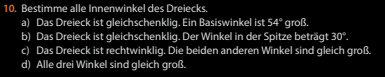 10. Bestimme alle Innenwinkel des Dreiecks.
a) Das Dreieck ist gleichschenklig. Ein Basiswinkel ist 54° groß.
b) Das Dreieck ist gleichschenklig. Der Winkel in der Spitze beträgt 30°.
c) Das Dreieck ist rechtwinklig. Die beiden anderen Winkel sind gleich groß.
d) Alle drei Winkel sind gleich groß.